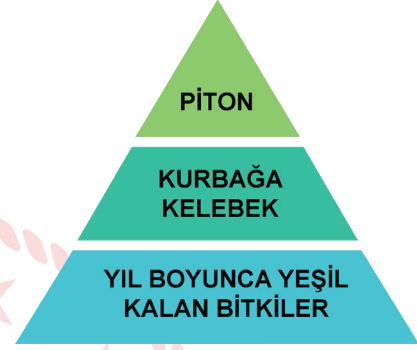 PİTON
KURBAĞA
KELEBEK
YIL BOYUNCA YEŞİL
KALAN BİTKİLER